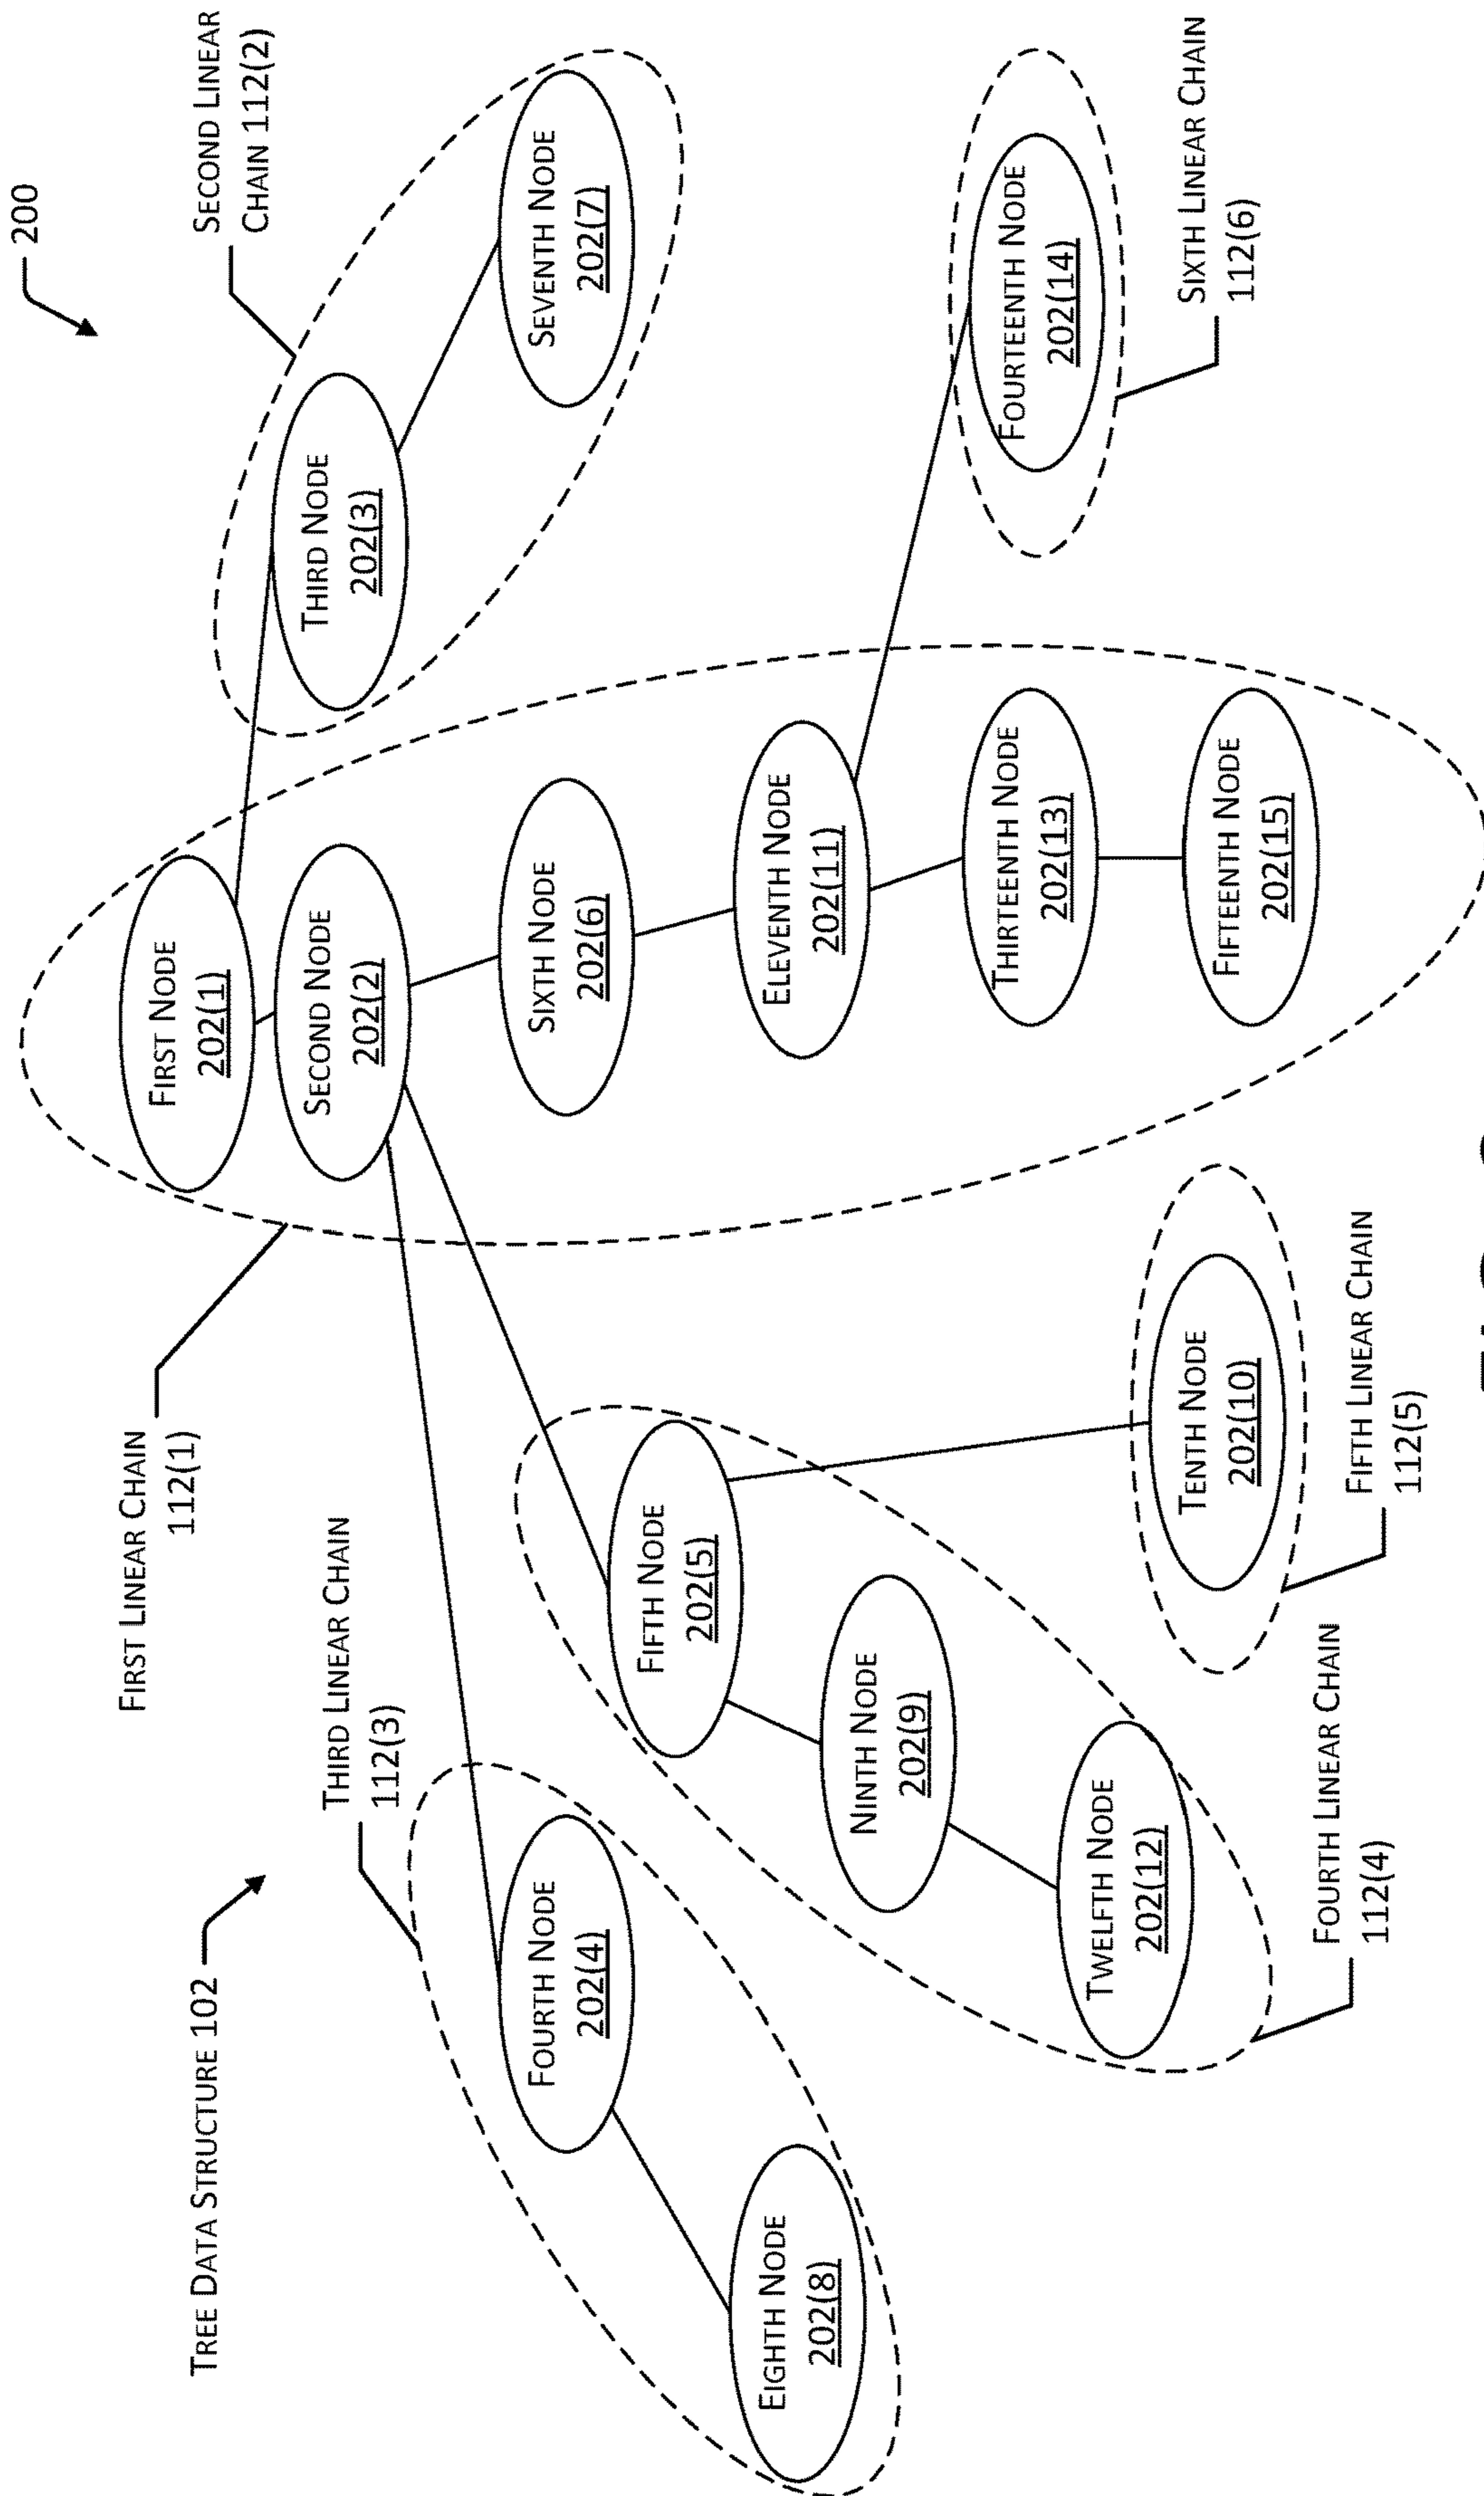 200
SECOND LINEAR
CHAIN 112(2)
TREE DATA STRUCTURE 102
FIRST LINEAR CHAIN
112(1)
FIRST NODE
202(1)
THIRD LINEAR CHAIN
112(3)
SECOND NODE
202(2)
THIRD NODE
202(3)
FOURTH NODE
202(4)
SIXTH NODE
202(6)
SEVENTH NODE
202(7)
FIFTH NODE
202(5)
EIGHTH NODE
202(8)
NINTH NODE
202(9)
ELEVENTH NODE
202(11)
TWELFTH NODE
202(12)
THIRTEENTH NODE
202(13)
FOURTEENTH NODE
202(14)
TENTH NODE
202(10)
FIFTEENTH NODE
202(15)
SIXTH LINEAR CHAIN
112(6)
FOURTH LINEAR CHAIN
112(4)
FIFTH LINEAR CHAIN
112(5)